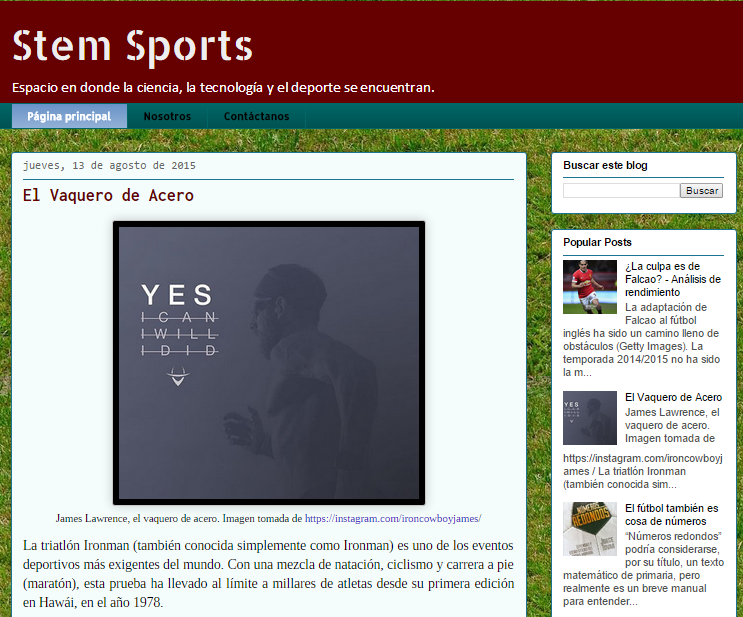 Stem Sports
Espacio en donde la ciencia, la tecnología y el deporte se encuentran.
Página principal
Nosotros
Contáctanos
jueves, 13 de agosto de 2015
El Vaquero de Acero
YES
I CAN
I WILL
I DID
James Lawrence, el vaquero de acero. Imagen tomada de https://instagram.com/ironcowboyjames/
La triatlón Ironman (también conocida simplemente como Ironman) es uno de los eventos
deportivos más exigentes del mundo. Con una mezcla de natación, ciclismo y carrera a pie
(maratón), esta prueba ha llevado al límite a millares de atletas desde su primera edición
en Hawái, en el año 1978.
Buscar este blog
Buscar
Popular Posts
¿La culpa es de
Falcao? - Análisis de
rendimiento
La adaptación de
Falcao al fútbol
inglés ha sido un camino lleno de
obstáculos (Getty Images). La
temporada 2014/2015 no ha sido
la m...
YES
El Vaquero de Acero
James Lawrence, el
vaquero de acero.
Imagen tomada de
https://instagram.com/ironcowboyj
ames / La triatlón Ironman
(también conocida sim...
NÚMEROS
REDONDOS
El fútbol también es
cosa de números
“Números redondos”
podría considerarse,
por su título, un texto
matemático de primaria, pero
realmente es un breve manual
para entender...